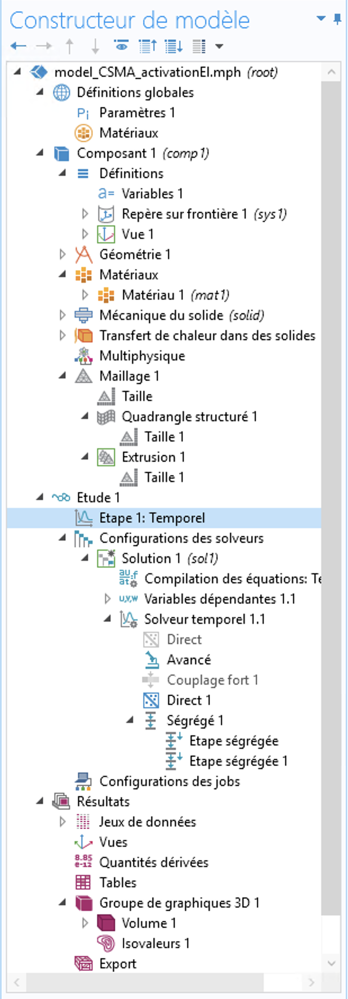 Constructeur de modèle
model_CSMA_activationEl.mph (root)
Définitions globales
Pi Paramètres 1
Matériaux
Composant 1 (comp1)
Définitions
a= Variables 1
Repère sur frontière 1 (sys1)
Vue 1
Géométrie 1
Matériaux
Matériau 1 (mat1)
Mécanique du solide (solid)
Transfert de chaleur dans des solides
Multiphysique
Maillage 1
Taille
Quadrangle structuré 1
Taille 1
Extrusion 1
Taille 1
Etude 1
Etape 1: Temporel
Configurations des solveurs
Solution 1 (sol1)
Compilation des équations: Te
u,v,w Variables dépendantes 1.1
Solveur temporel 1.1
Direct
Avancé
Couplage fort 1
Direct 1
Ségrégé 1
Etape ségrégée
Etape ségrégée 1
Configurations des jobs
Résultats
Jeux de données
Vues
8.85 e-12 Quantités dérivées
Tables
Groupe de graphiques 3D 1
Volume 1
Isovaleurs 1
Export